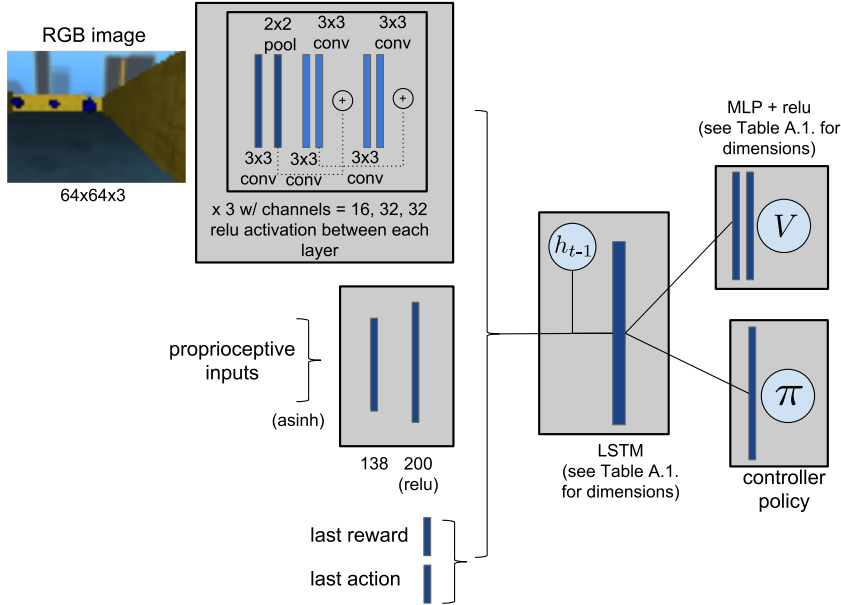 RGB image
64x64x3
2x2
pool
3x3
conv
3x3
conv
+
+
3x3
conv
3x3
conv
3x3
conv
x 3 w/ channels = 16, 32, 32
relu activation between each
layer
proprioceptive
inputs
(asinh)
138
200
(relu)
last reward
last action
h_{t-1}
LSTM
(see Table A.1.
for dimensions)
MLP + relu
(see Table A.1. for
dimensions)
V
π
controller
policy